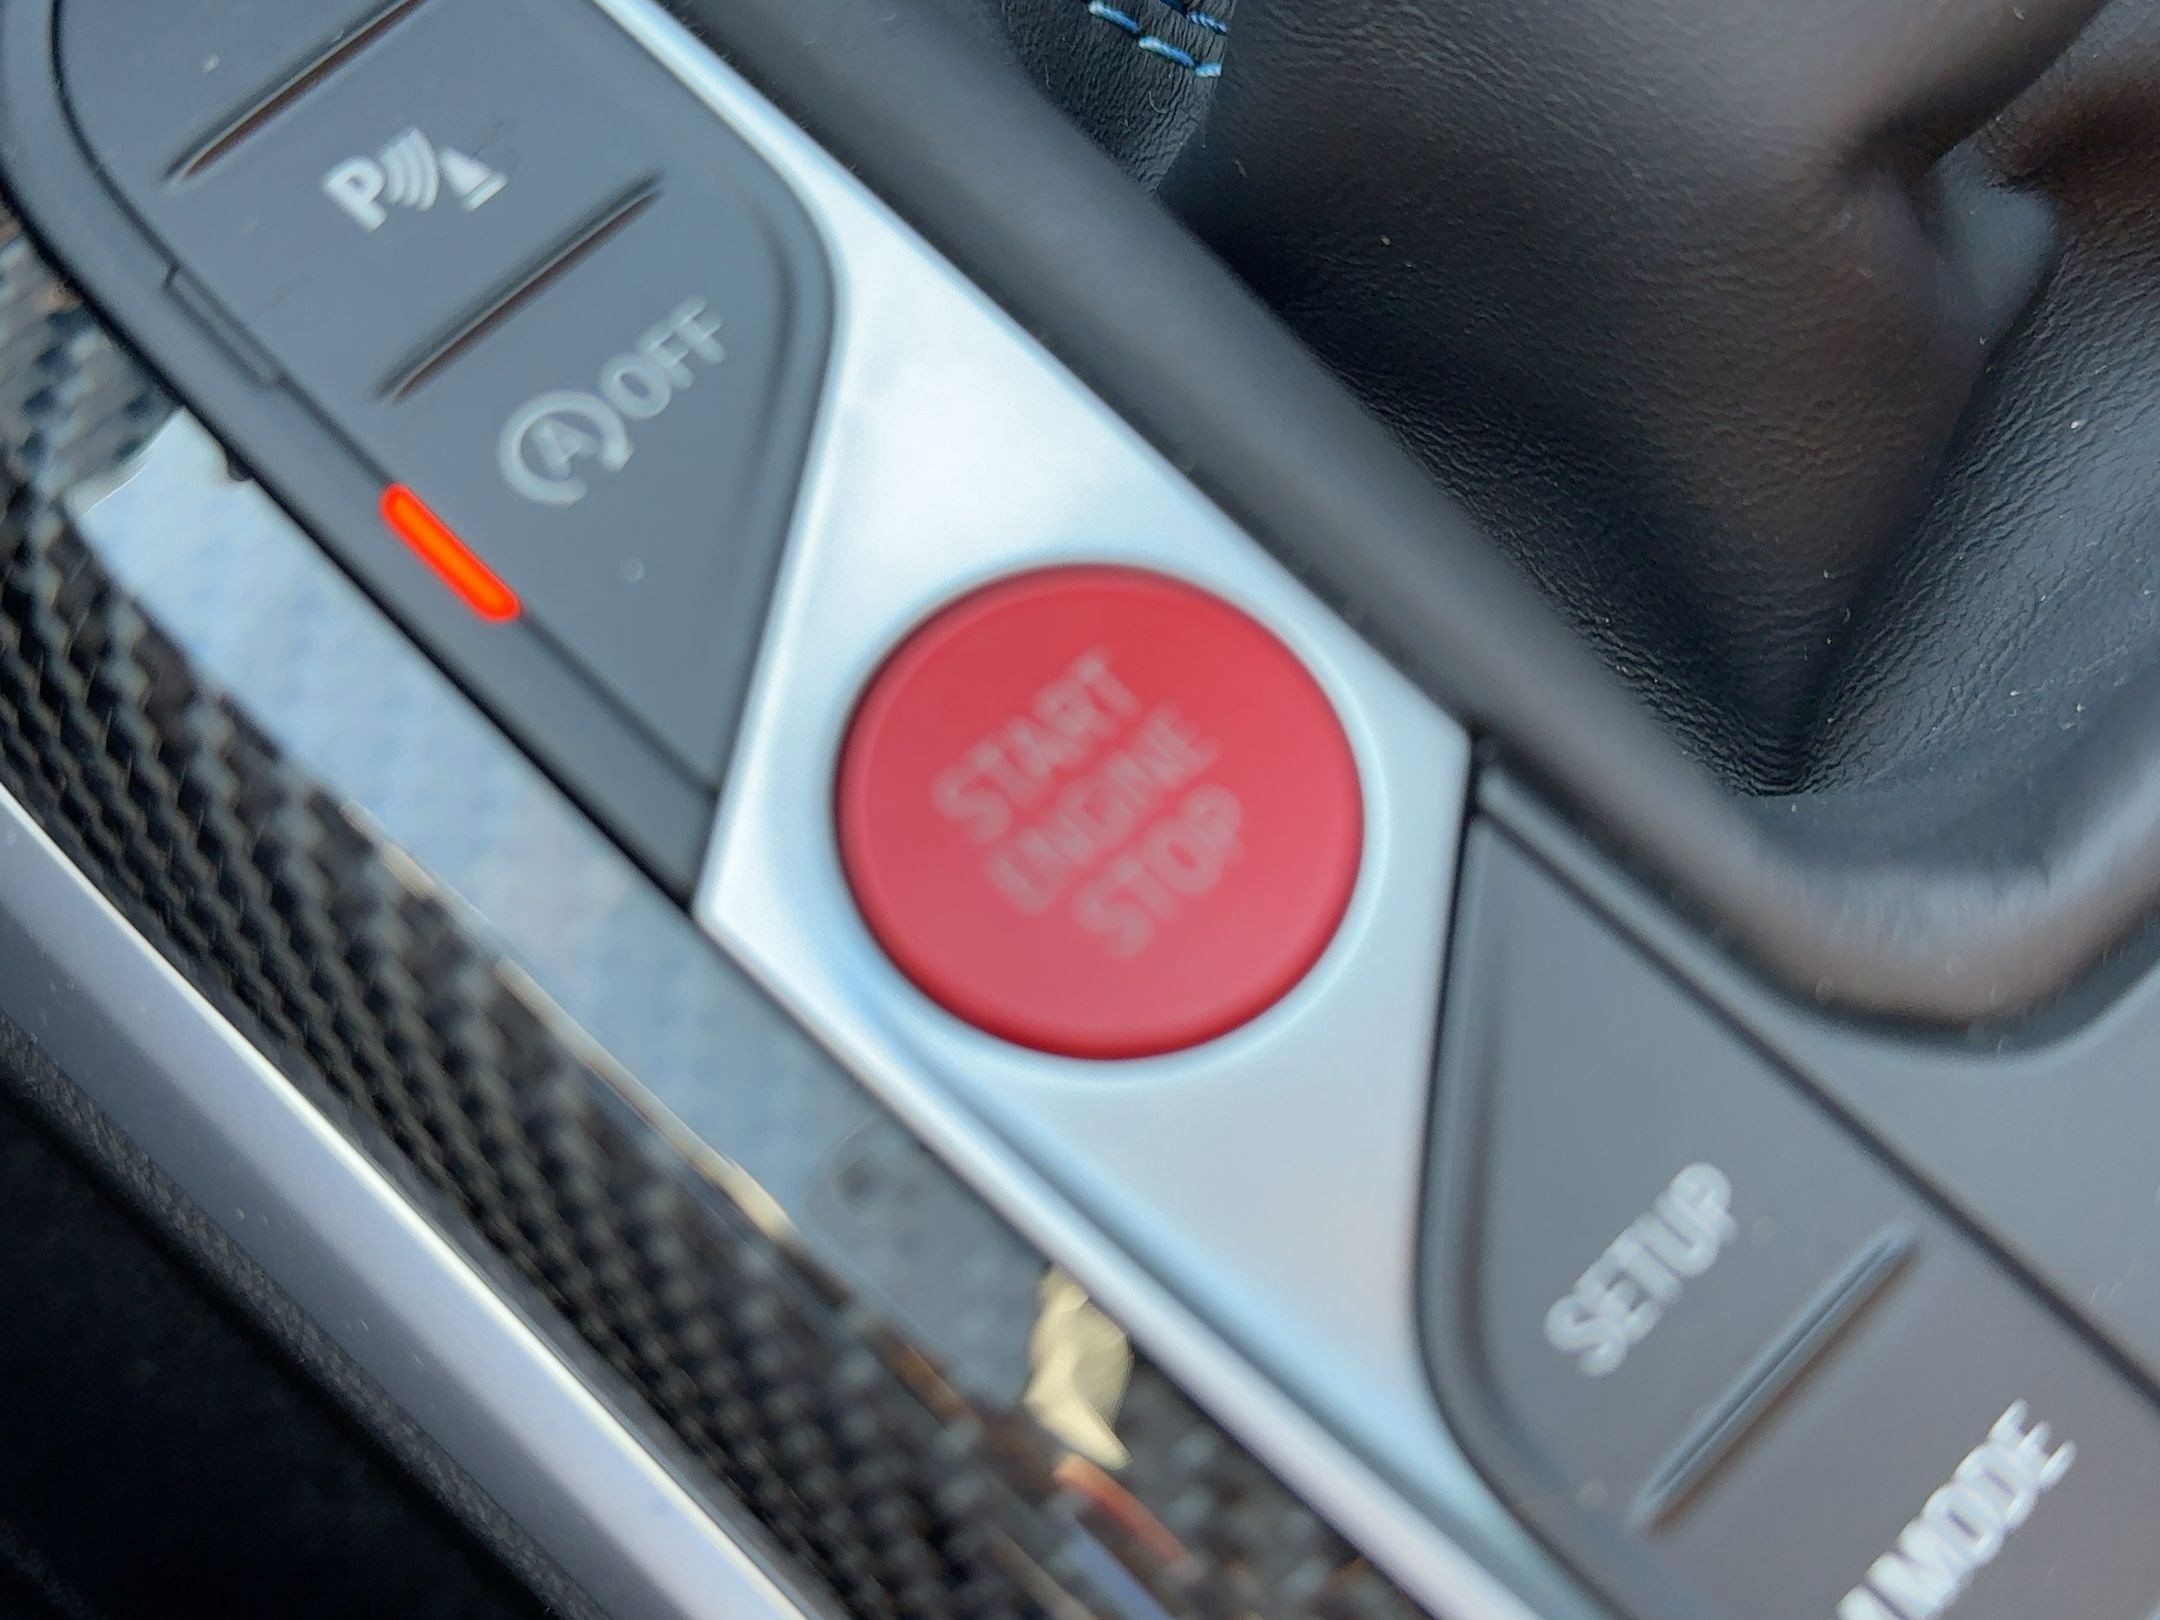 P
A OFF
START
ENGINE
STOP
SETUP
M MODE